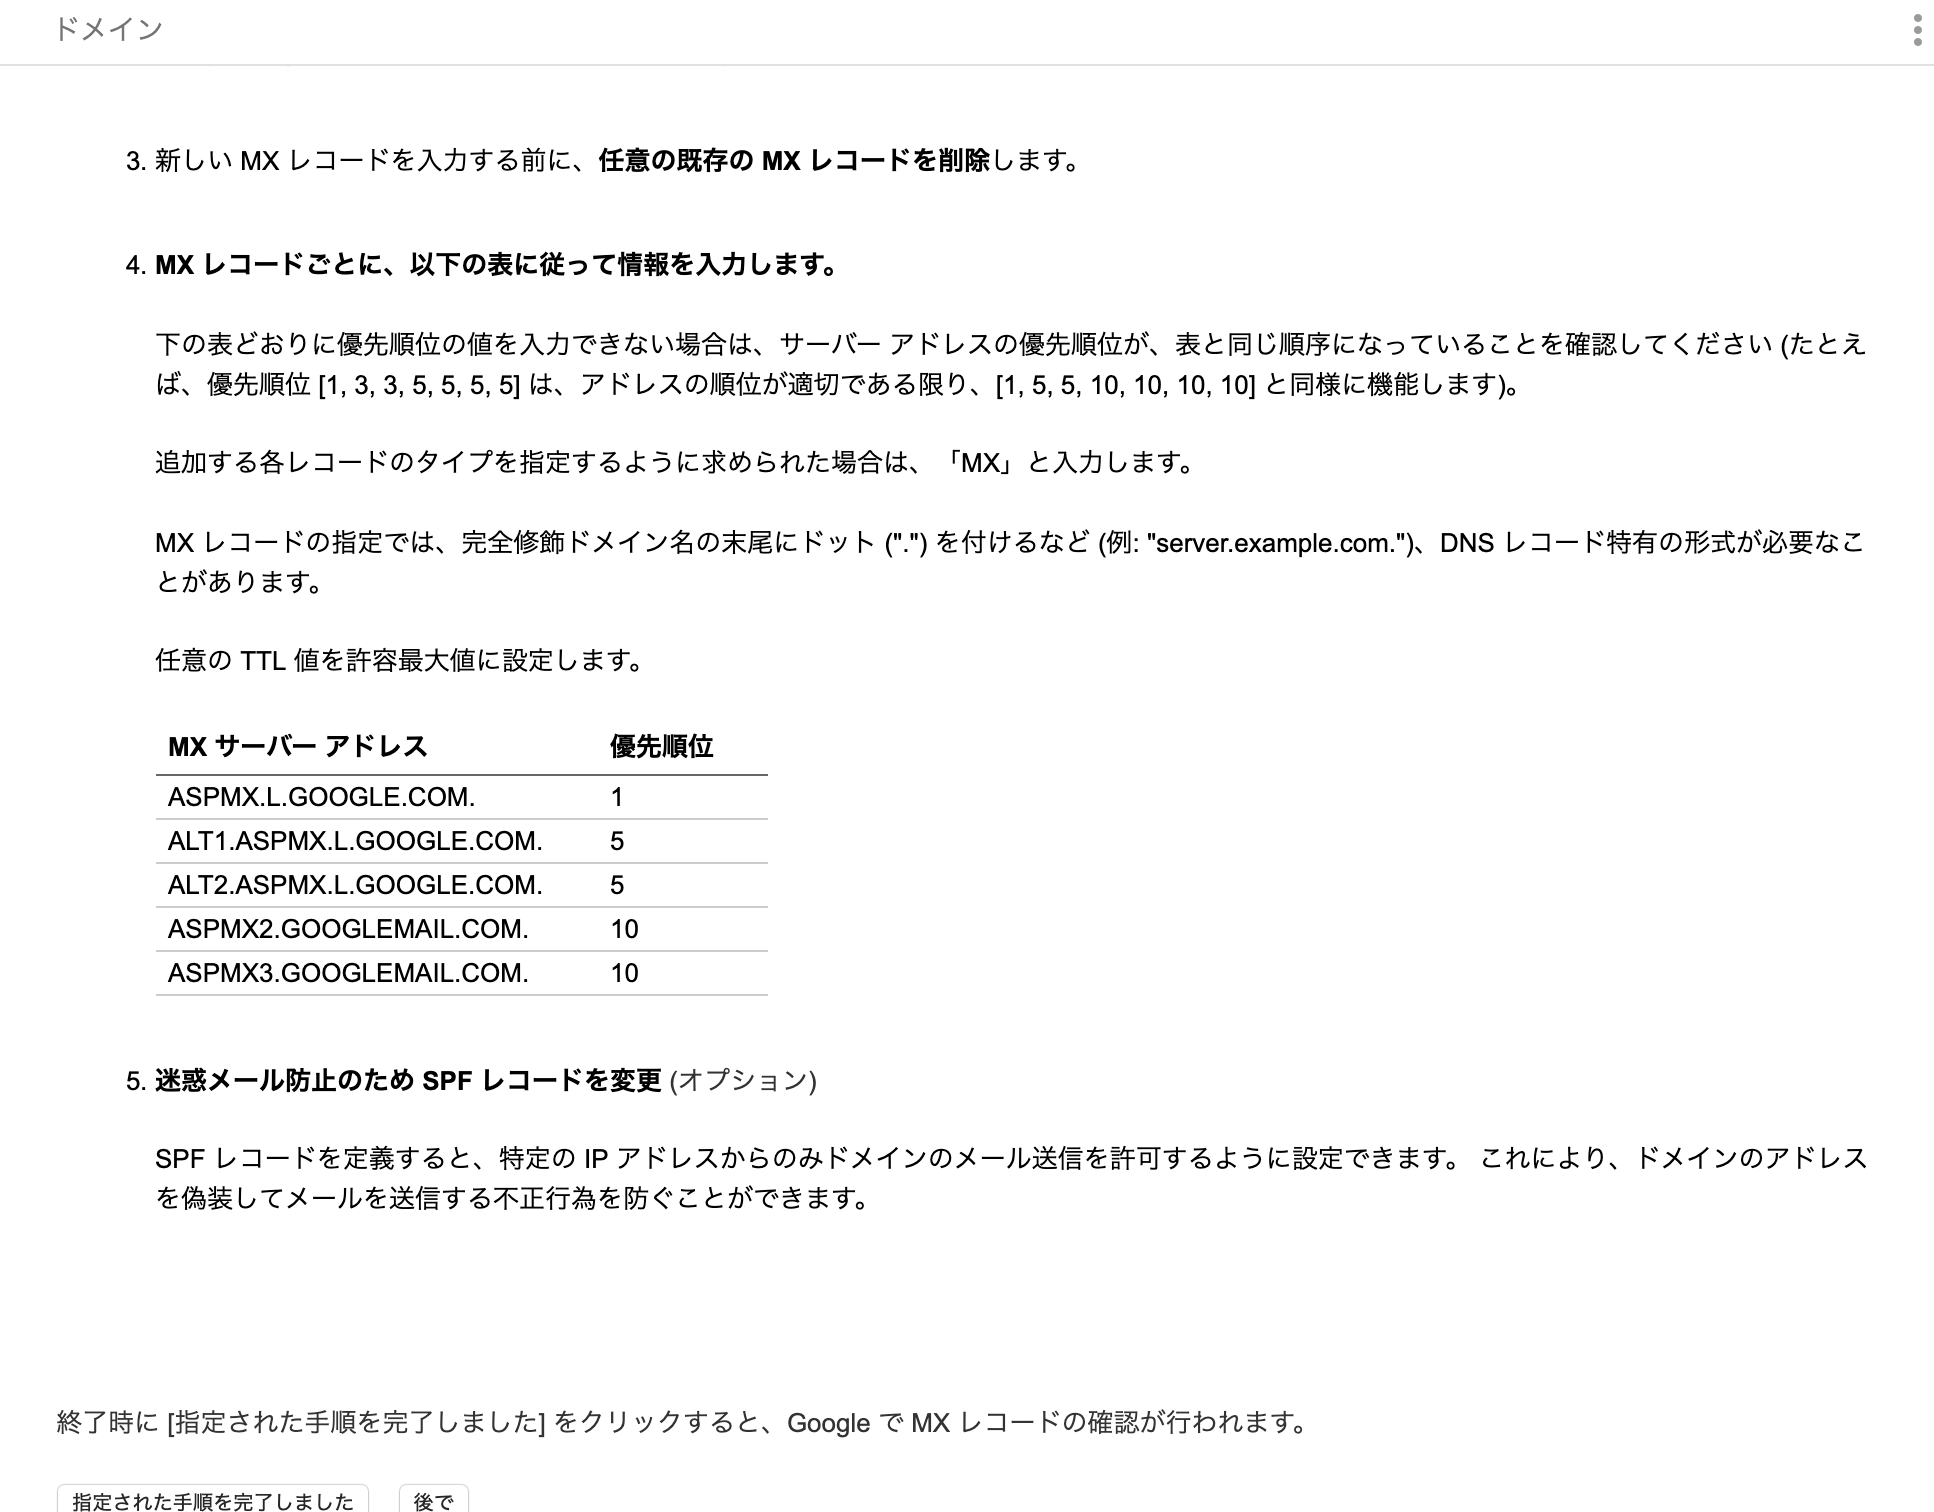 ドメイン
3. 新しい MX レコードを入力する前に、任意の既存の MX レコードを削除します。
4. MX レコードごとに、以下の表に従って情報を入力します。
下の表どおりに優先順位の値を入力できない場合は、サーバー アドレスの優先順位が、表と同じ順序になっていることを確認してください (たとえ
ば、優先順位 [1, 3, 3, 5, 5, 5, 5] は、アドレスの順位が適切である限り、[1, 5, 5, 10, 10, 10, 10] と同様に機能します)。
追加する各レコードのタイプを指定するように求められた場合は、「MX」と入力します。
MX レコードの指定では、完全修飾ドメイン名の末尾にドット (".") を付けるなど (例: "server.example.com.")、DNS レコード特有の形式が必要なこ
とがあります。
任意の TTL 値を許容最大値に設定します。
MX サーバー アドレス 優先順位
ASPMX.L.GOOGLE.COM. 1
ALT1.ASPMX.L.GOOGLE.COM. 5
ALT2.ASPMX.L.GOOGLE.COM. 5
ASPMX2.GOOGLEMAIL.COM. 10
ASPMX3.GOOGLEMAIL.COM. 10
5. 迷惑メール防止のため SPF レコードを変更 (オプション)
SPF レコードを定義すると、特定の IP アドレスからのみドメインのメール送信を許可するように設定できます。 これにより、ドメインのアドレス
を偽装してメールを送信する不正行為を防ぐことができます。
終了時に [指定された手順を完了しました] をクリックすると、Google で MX レコードの確認が行われます。
指定された手順を完了しました 後で